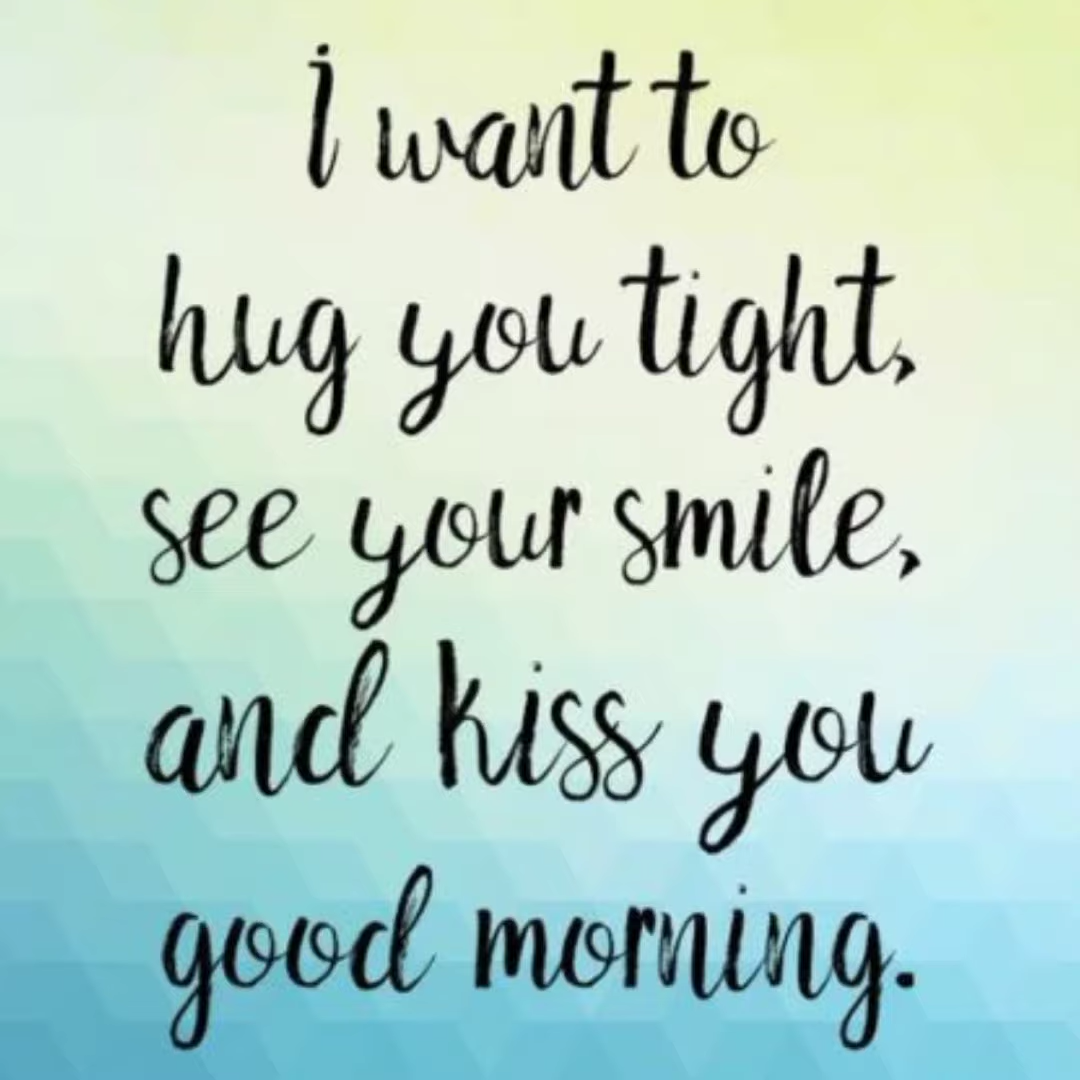 I want to
hug you tight,
see your smile,
and kiss you
good morning.